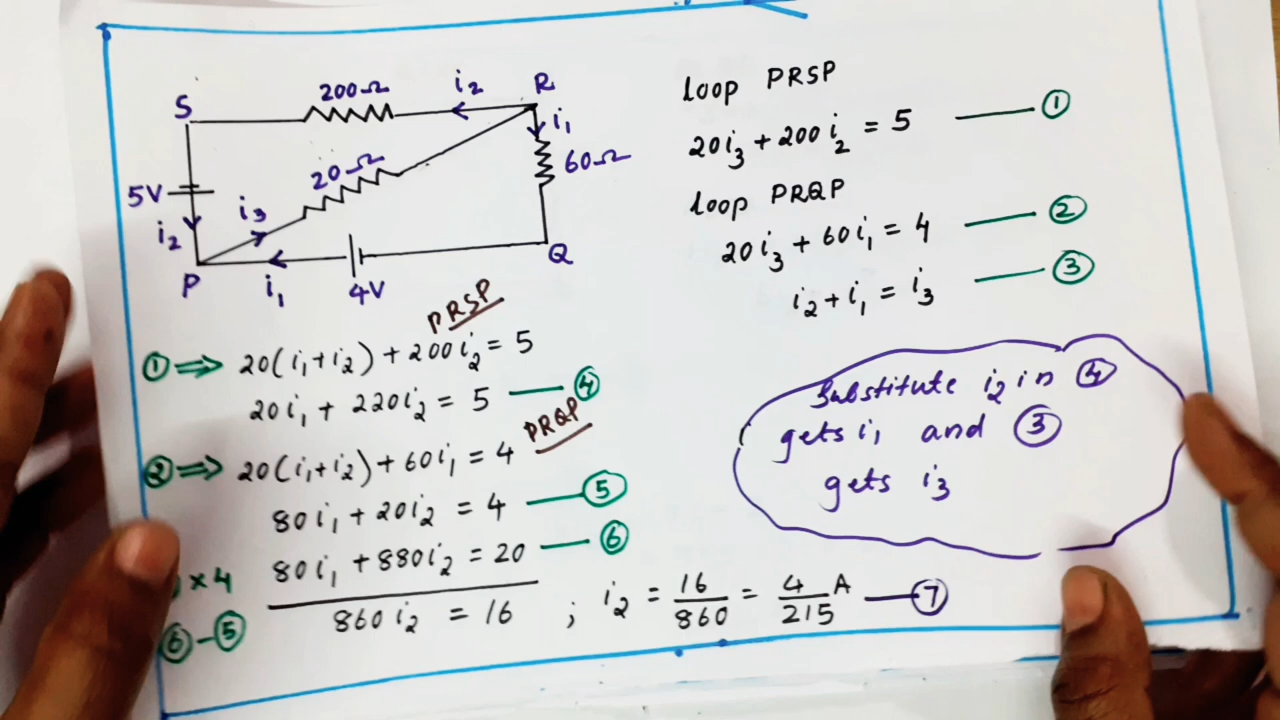 S 200Ω i₂ R
i₁
20Ω 60Ω
5V
i₃
i₂
P i₁ 4V Q
loop PRSP
20i₃ + 200i₂ = 5 ①
loop PRQP
20i₃ + 60i₁ = 4 ②
i₂ + i₁ = i₃ ③
PRSP
① ⇒ 20(i₁+i₂) + 200i₂ = 5
20i₁ + 220i₂ = 5 ④
PRQP
② ⇒ 20(i₁+i₂) + 60i₁ = 4
80i₁ + 20i₂ = 4 ⑤
80i₁ + 880i₂ = 20 ⑥
× 4
⑥-⑤ 860i₂ = 16 ; i₂ = 16/860 = 4/215 A ⑦
Substitute i₂ in ④
gets i₁ and ③
gets i₃